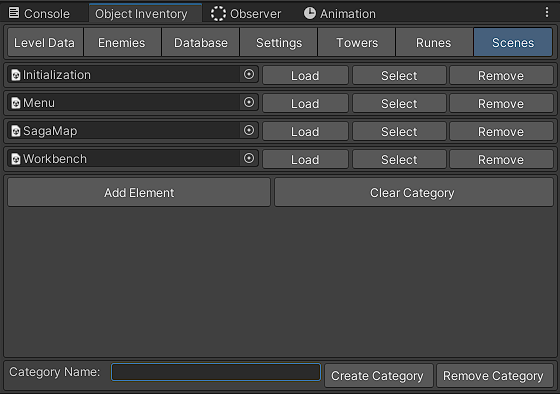 Console Object Inventory Observer Animation
Level Data Enemies Database Settings Towers Runes Scenes
Initialization Load Select Remove
Menu Load Select Remove
SagaMap Load Select Remove
Workbench Load Select Remove
Add Element Clear Category
Category Name: Create Category Remove Category